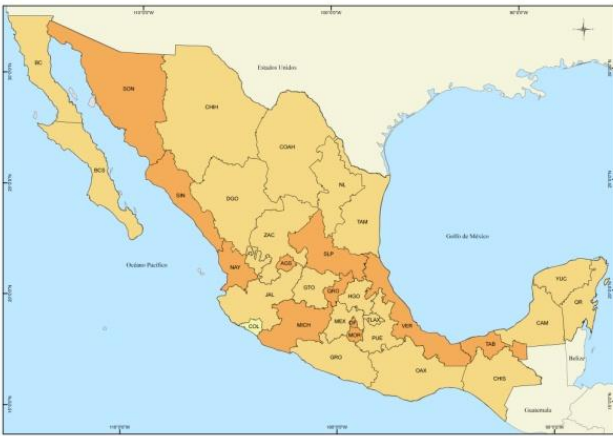 BC
SON
CHIH
Estados Unidos
COAH
BCS
NL
SIN
DGO
TAM
ZAC
Golfo de México
Océano Pacífico
SLP
NAY
AGS
YUC
JAL
GTO
QRO
HGO
QR
COL
MICH
MEX
DF
TLAX
VER
CAM
MOR
PUE
TAB
Belize
GRO
OAX
CHIS
Guatemala